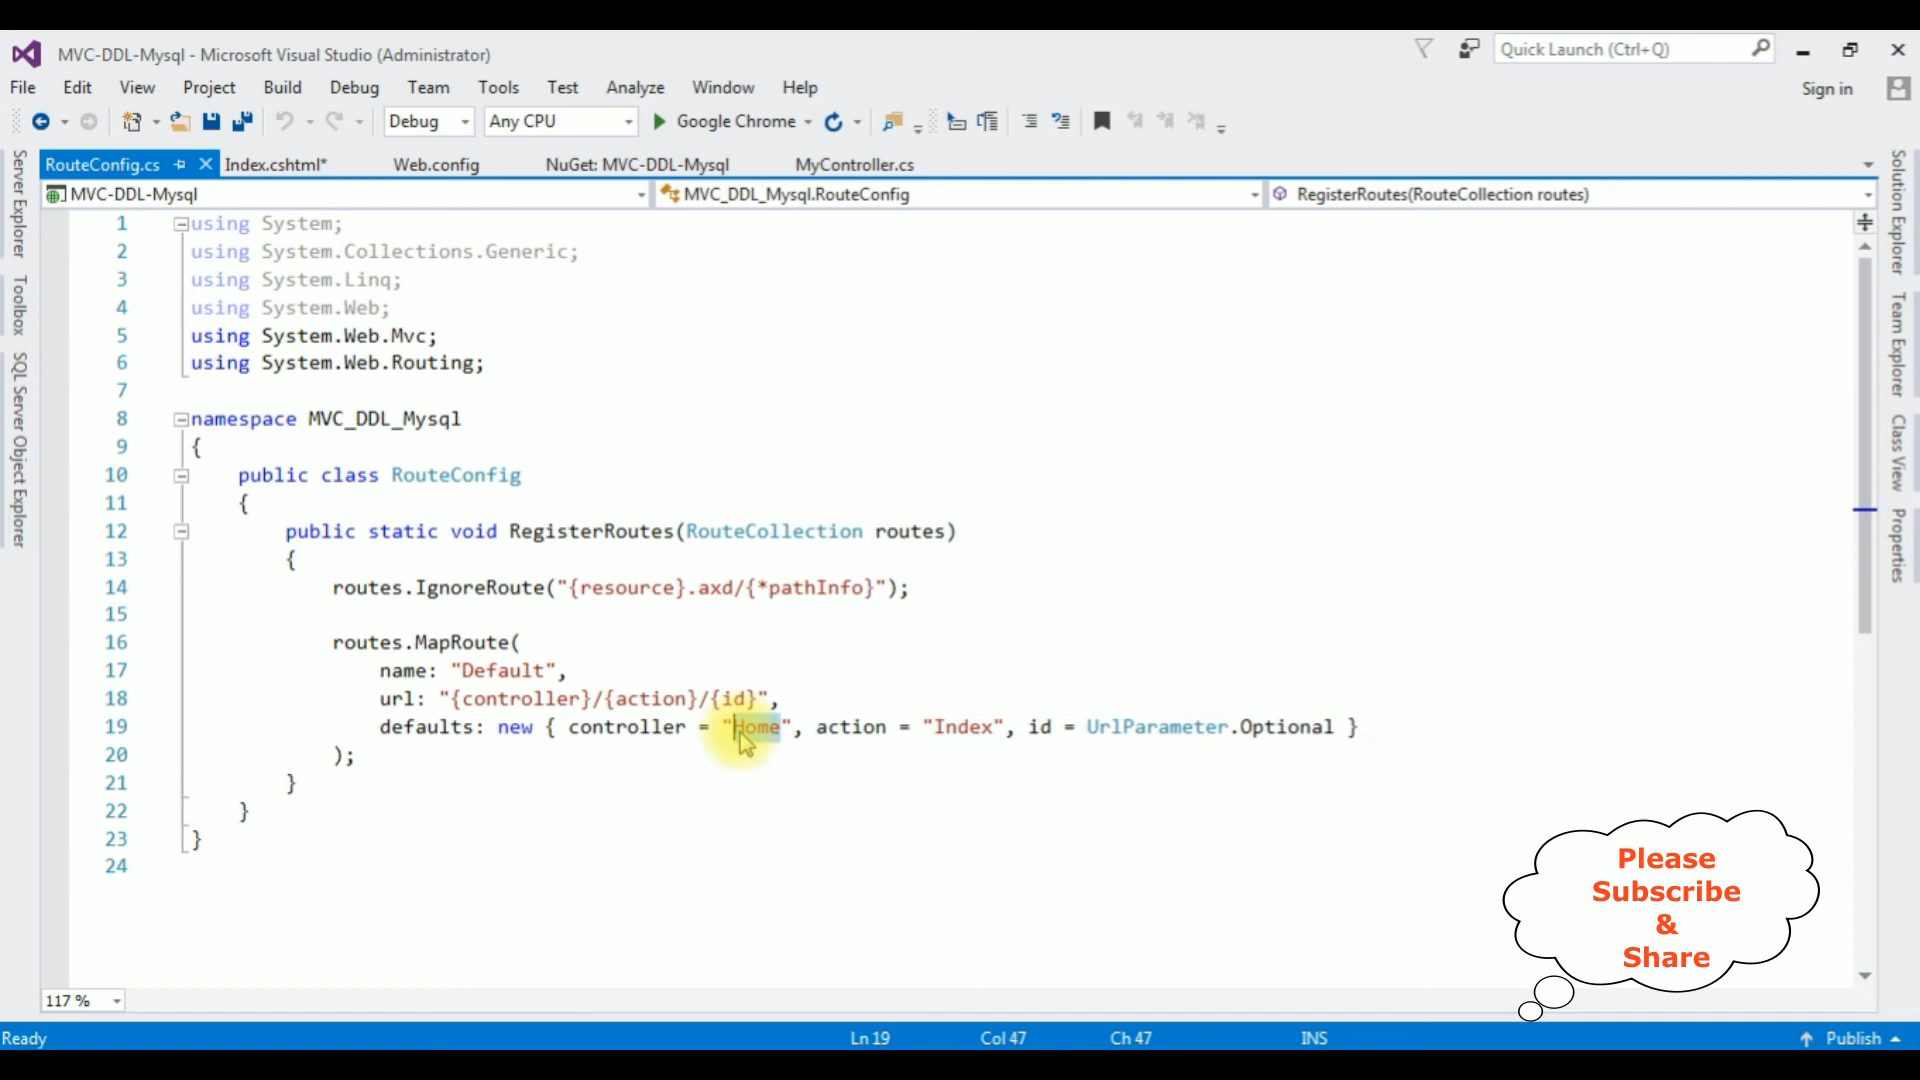 MVC-DDL-Mysql - Microsoft Visual Studio (Administrator)
Quick Launch (Ctrl+Q)
File Edit View Project Build Debug Team Tools Test Analyze Window Help
Sign in
Debug Any CPU Google Chrome
RouteConfig.cs Index.cshtml* Web.config NuGet: MVC-DDL-Mysql MyController.cs
MVC-DDL-Mysql MVC_DDL_Mysql.RouteConfig RegisterRoutes(RouteCollection routes)
Server Explorer
Toolbox
SQL Server Object Explorer
1 using System;
2 using System.Collections.Generic;
3 using System.Linq;
4 using System.Web;
5 using System.Web.Mvc;
6 using System.Web.Routing;
7
8 namespace MVC_DDL_Mysql
9 {
10 public class RouteConfig
11 {
12 public static void RegisterRoutes(RouteCollection routes)
13 {
14 routes.IgnoreRoute("{resource}.axd/{*pathInfo}");
15
16 routes.MapRoute(
17 name: "Default",
18 url: "{controller}/{action}/{id}",
19 defaults: new { controller = "Home", action = "Index", id = UrlParameter.Optional }
20 );
21 }
22 }
23 }
24
Solution Explorer
Team Explorer
Class View
Properties
Please
Subscribe
&
Share
117 %
Ready Ln 19 Col 47 Ch 47 INS Publish